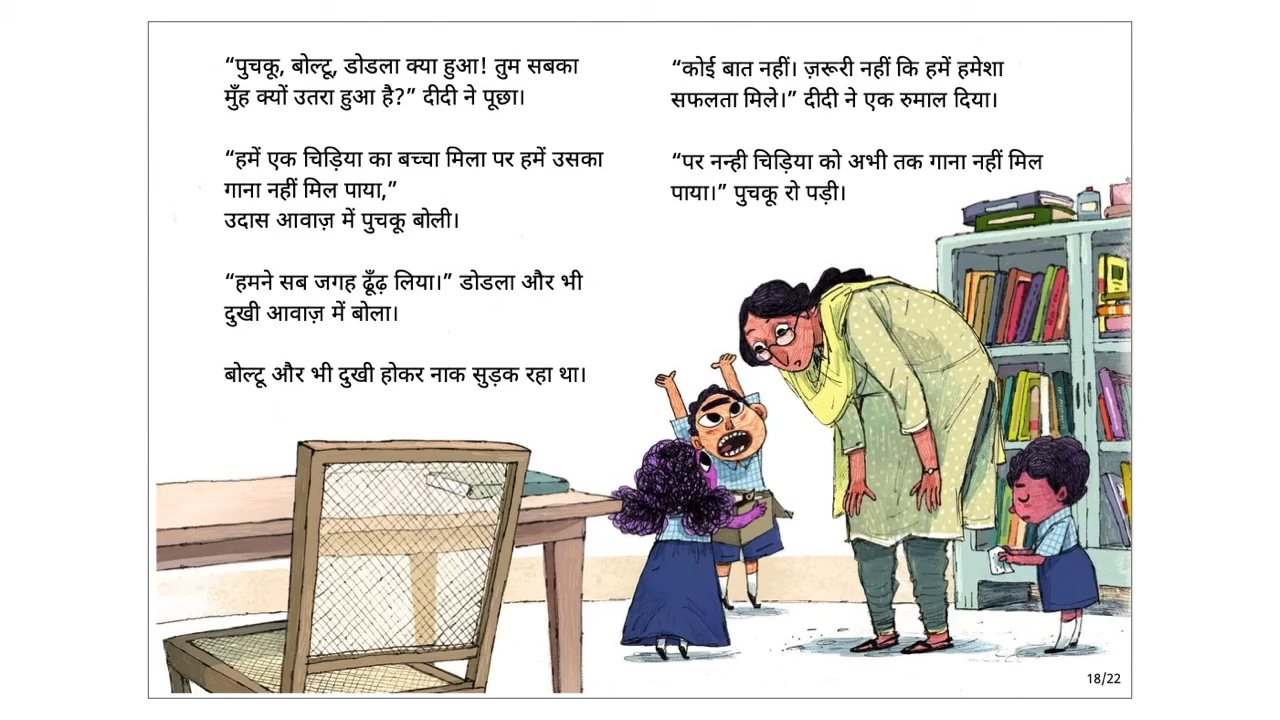 “पुचकू, बोल्टू, डोडला क्या हुआ! तुम सबका
मुँह क्यों उतरा हुआ है?” दीदी ने पूछा।
“हमें एक चिड़िया का बच्चा मिला पर हमें उसका
गाना नहीं मिल पाया,”
उदास आवाज़ में पुचकू बोली।
“हमने सब जगह ढूँढ़ लिया।” डोडला और भी
दुखी आवाज़ में बोला।
बोल्टू और भी दुखी होकर नाक सुड़क रहा था।
“कोई बात नहीं। ज़रूरी नहीं कि हमें हमेशा
सफलता मिले।” दीदी ने एक रुमाल दिया।
“पर नन्ही चिड़िया को अभी तक गाना नहीं मिल
पाया।” पुचकू रो पड़ी।
18/22